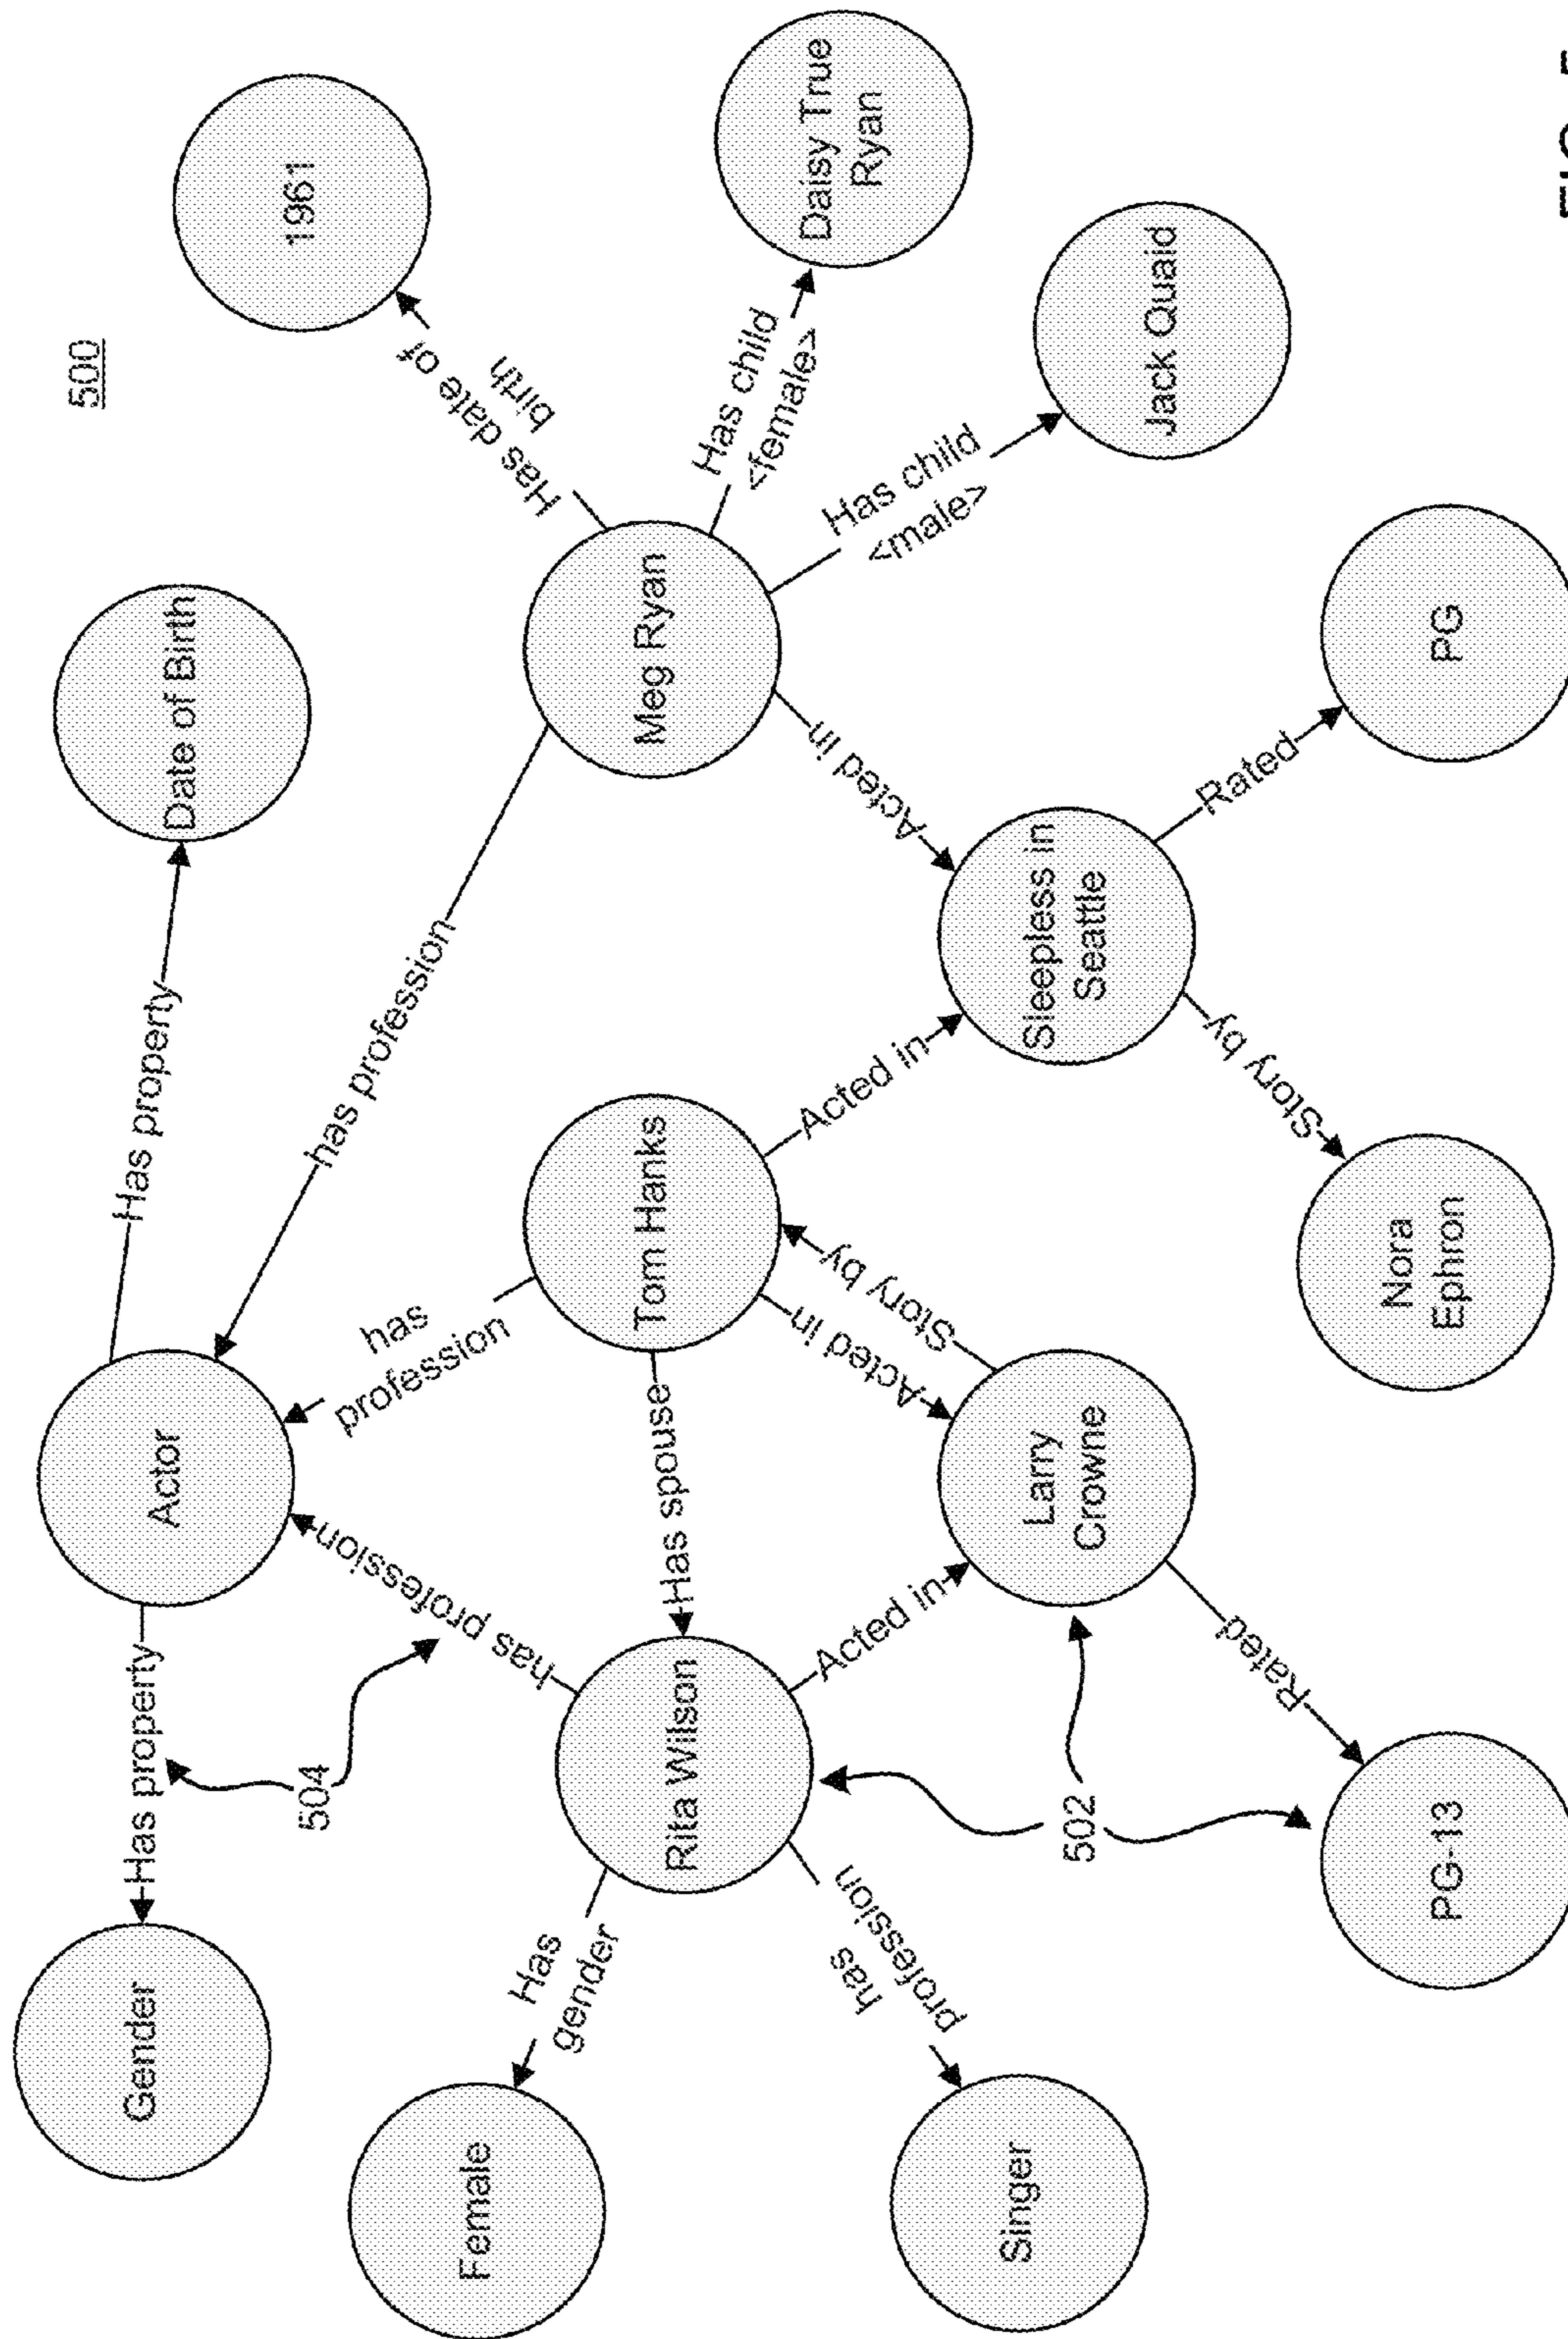 500
Gender
Has property
Actor
Has property
Date of Birth
1961
504
has profession
has
profession
has profession
Has date of
birth
Female
Has
gender
Rita Wilson
Has spouse
Tom Hanks
Meg Ryan
Has child
<female>
Daisy True
Ryan
Has child
<male>
Jack Quaid
has
profession
Singer
Acted in
Acted in
Story by
Acted in
Acted in
502
Larry
Crowne
Sleepless in
Seattle
Rated
Story by
Rated
PG-13
Nora
Ephron
PG